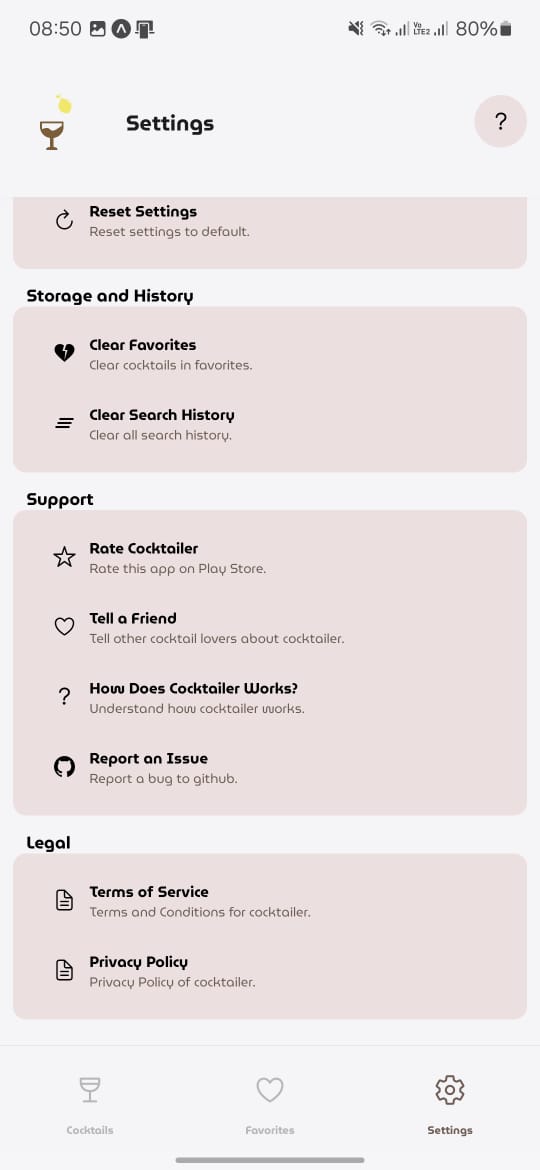 08:50
Vo
LTE2
80%
Settings
?
Reset Settings
Reset settings to default.
Storage and History
Clear Favorites
Clear cocktails in favorites.
Clear Search History
Clear all search history.
Support
Rate Cocktailer
Rate this app on Play Store.
Tell a Friend
Tell other cocktail lovers about cocktailer.
?
How Does Cocktailer Works?
Understand how cocktailer works.
Report an Issue
Report a bug to github.
Legal
Terms of Service
Terms and Conditions for cocktailer.
Privacy Policy
Privacy Policy of cocktailer.
Cocktails
Favorites
Settings